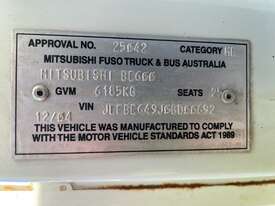 APPROVAL NO. 25642 CATEGORY
MITSUBISHI FUSO TRUCK & BUS AUSTRALIA
MITSUBISHI BE666
GVM 6185KG SEATS
VIN
12/04
THIS VEHICLE WAS MANUFACTURED TO COMPLY
WITH THE MOTOR VEHICLE STANDARDS ACT 1989